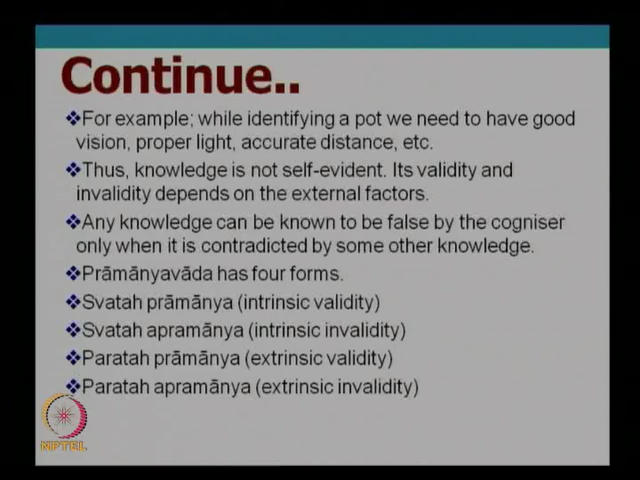 Continue..
❖For example; while identifying a pot we need to have good
vision, proper light, accurate distance, etc.
❖Thus, knowledge is not self-evident. Its validity and
invalidity depends on the external factors.
❖Any knowledge can be known to be false by the cogniser
only when it is contradicted by some other knowledge.
❖Prāmānyavāda has four forms.
❖Svatah prāmānya (intrinsic validity)
❖Svatah apramānya (intrinsic invalidity)
❖Paratah prāmānya (extrinsic validity)
❖Paratah apramānya (extrinsic invalidity)
NPTEL